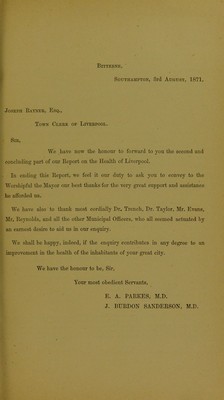 BITTERNE,
SOUTHAMPTON, 3rd AUGUST, 1871.
JOSEPH RAYNER, ESQ.,
TOWN CLERK OF LIVERPOOL.
SIR,
We have now the honour to forward to you the second and
concluding part of our Report on the Health of Liverpool.
In ending this Report, we feel it our duty to ask you to convey to the
Worshipful the Mayor our best thanks for the very great support and assistance
he afforded us.
We have also to thank most cordially Dr. Trench, Dr. Taylor, Mr. Evans,
Mr. Reynolds, and all the other Municipal Officers, who all seemed actuated by
an earnest desire to aid us in our enquiry.
We shall be happy, indeed, if the enquiry contributes in any degree to an
improvement in the health of the inhabitants of your great city.
We have the honour to be, Sir,
Your most obedient Servants,
E. A. PARKES, M.D.
J. BURDON SANDERSON, M.D.